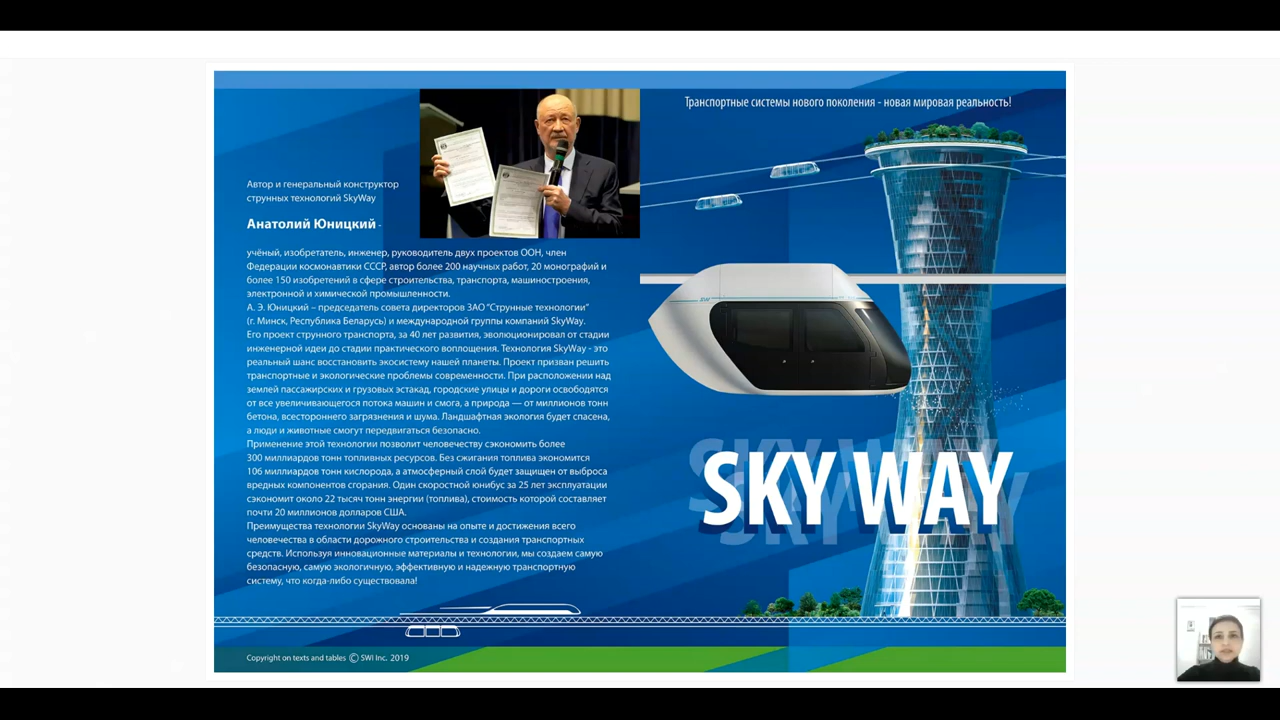 Автор и генеральный конструктор
струнных технологий SkyWay
Анатолий Юницкий -
учёный, изобретатель, инженер, руководитель двух проектов ООН, член
Федерации космонавтики СССР, автор более 200 научных работ, 20 монографий и
более 150 изобретений в сфере строительства, транспорта, машиностроения,
электронной и химической промышленности.
А. Э. Юницкий – председатель совета директоров ЗАО "Струнные технологии"
(г. Минск, Республика Беларусь) и международной группы компаний SkyWay.
Его проект струнного транспорта, за 40 лет развития, эволюционировал от стадии
инженерной идеи до стадии практического воплощения. Технология SkyWay - это
реальный шанс восстановить экосистему нашей планеты. Проект призван решить
транспортные и экологические проблемы современности. При расположении над
землей пассажирских и грузовых эстакад, городские улицы и дороги освободятся
от все увеличивающегося потока машин и смога, а природа — от миллионов тонн
бетона, всестороннего загрязнения и шума. Ландшафтная экология будет спасена,
а люди и животные смогут передвигаться безопасно.
Применение этой технологии позволит человечеству сэкономить более
300 миллиардов тонн топливных ресурсов. Без сжигания топлива экономится
106 миллиардов тонн кислорода, а атмосферный слой будет защищен от выброса
вредных компонентов сгорания. Один скоростной юнибус за 25 лет эксплуатации
сэкономит около 22 тысяч тонн энергии (топлива), стоимость которой составляет
почти 20 миллионов долларов США.
Преимущества технологии SkyWay основаны на опыте и достижения всего
человечества в области дорожного строительства и создания транспортных
средств. Используя инновационные материалы и технологии, мы создаем самую
безопасную, самую экологичную, эффективную и надежную транспортную
систему, что когда-либо существовала!
Copyright on texts and tables © SWI Inc. 2019
Транспортные системы нового поколения - новая мировая реальность!
SW
SKY WAY